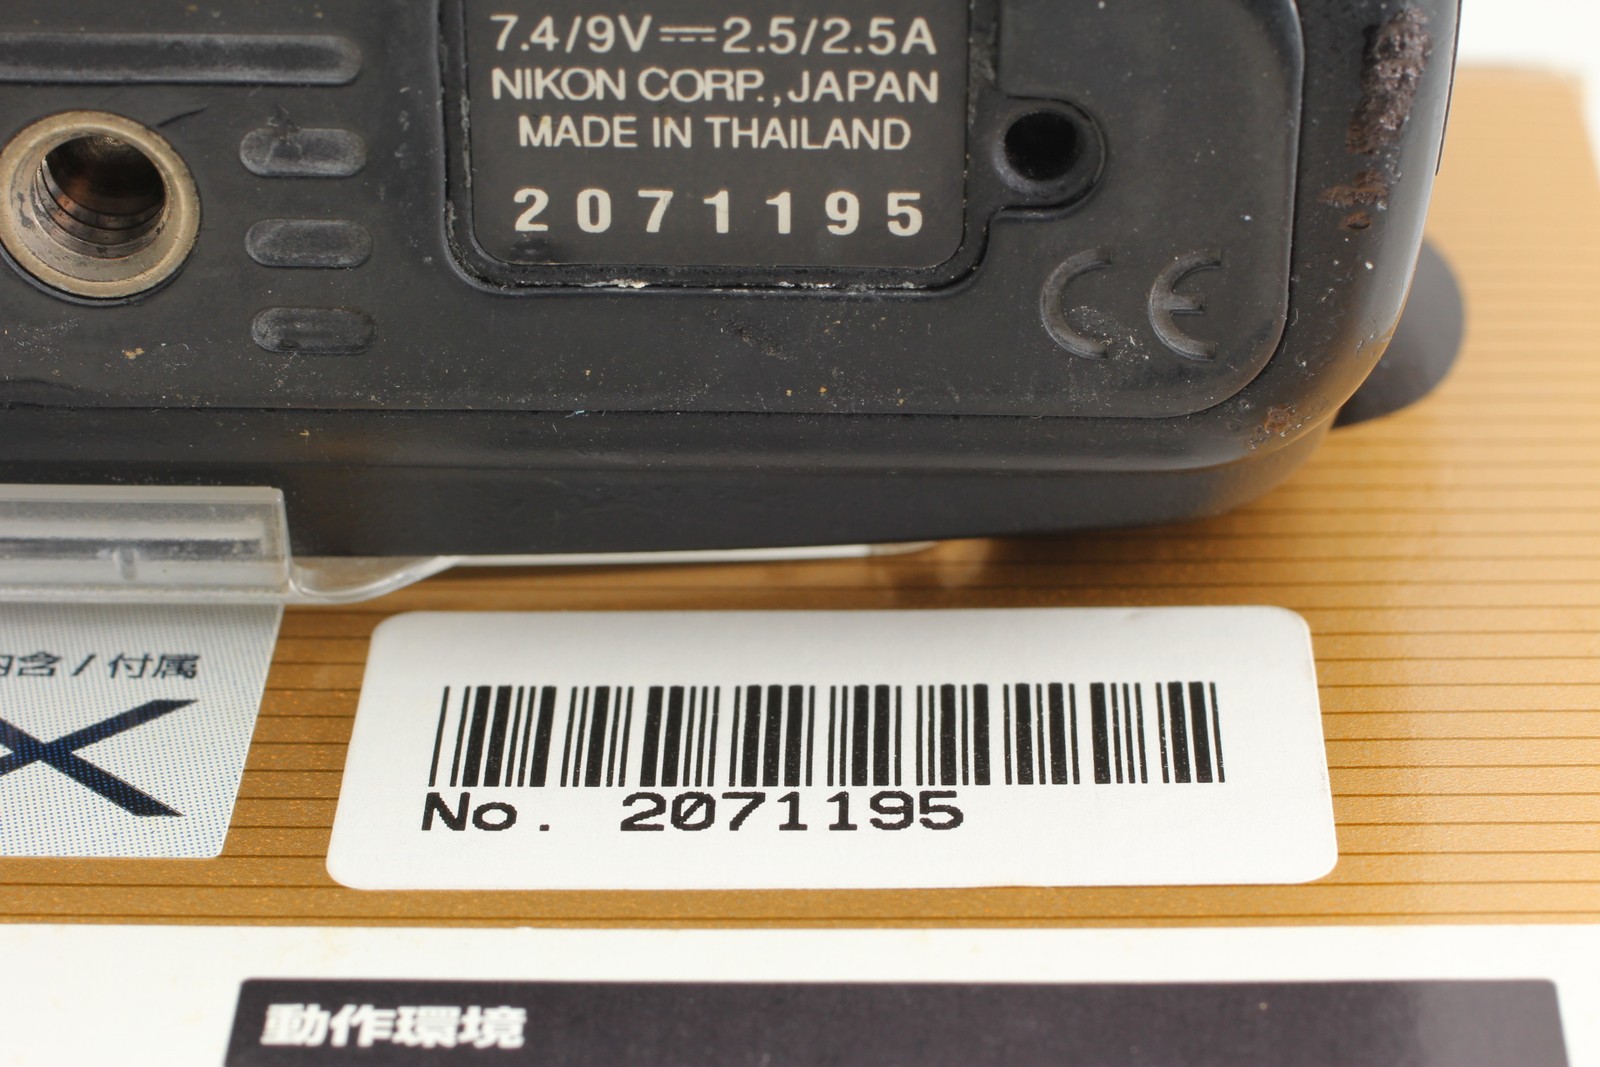 7.4/9V⎓2.5/2.5A
NIKON CORP., JAPAN
MADE IN THAILAND
2071195
CE
内含 / 付属
X
No. 2071195
動作環境